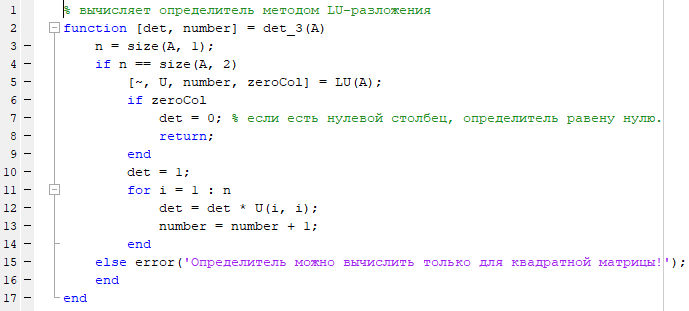 1 % вычисляет определитель методом LU-разложения
2 function [det, number] = det_3(A)
3 — n = size(A, 1);
4 — if n == size(A, 2)
5 — [~, U, number, zeroCol] = LU(A);
6 — if zeroCol
7 — det = 0; % если есть нулевой столбец, определитель равену нулю.
8 — return;
9 — end
10 — det = 1;
11 — for i = 1 : n
12 — det = det * U(i, i);
13 — number = number + 1;
14 — end
15 — else error('Определитель можно вычислить только для квадратной матрицы!');
16 — end
17 — end